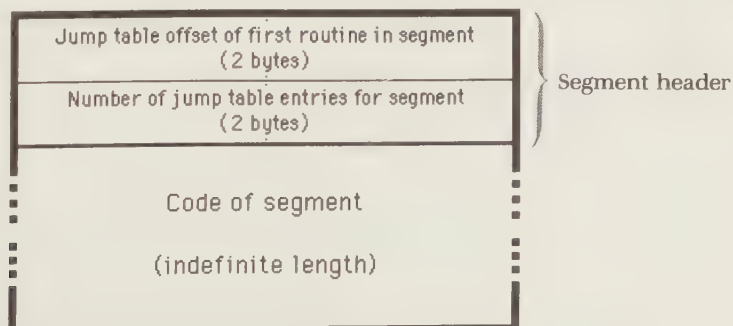 Jump table offset of first routine in segment
(2 bytes)
Number of jump table entries for segment
(2 bytes)
Segment header
Code of segment
(indefinite length)